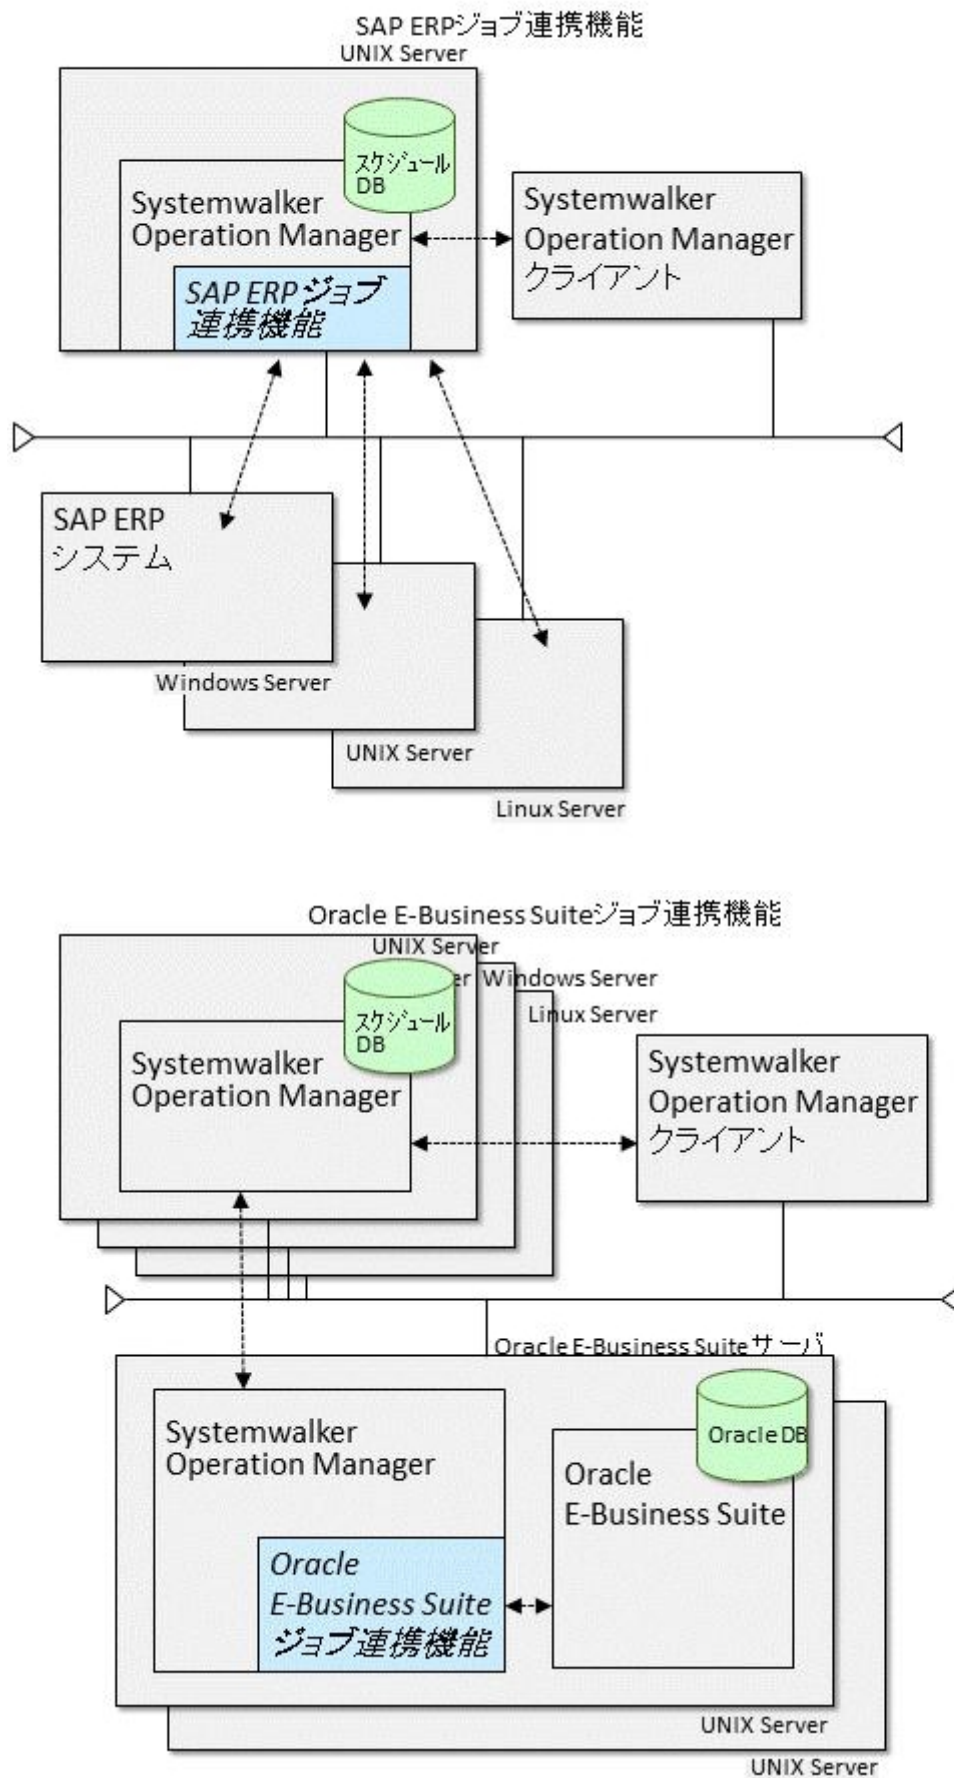 SAP ERPジョブ連携機能
UNIX Server
スケジュール
DB
Systemwalker
Operation Manager
SAP ERPジョブ
連携機能
Systemwalker
Operation Manager
クライアント
SAP ERP
システム
Windows Server
UNIX Server
Linux Server
Oracle E-Business Suiteジョブ連携機能
UNIX Server
er Windows Server
Linux Server
スケジュール
DB
Systemwalker
Operation Manager
Systemwalker
Operation Manager
クライアント
Oracle E-Business Suiteサーバ
Systemwalker
Operation Manager
Oracle
E-Business Suite
ジョブ連携機能
Oracle DB
Oracle
E-Business Suite
UNIX Server
UNIX Server